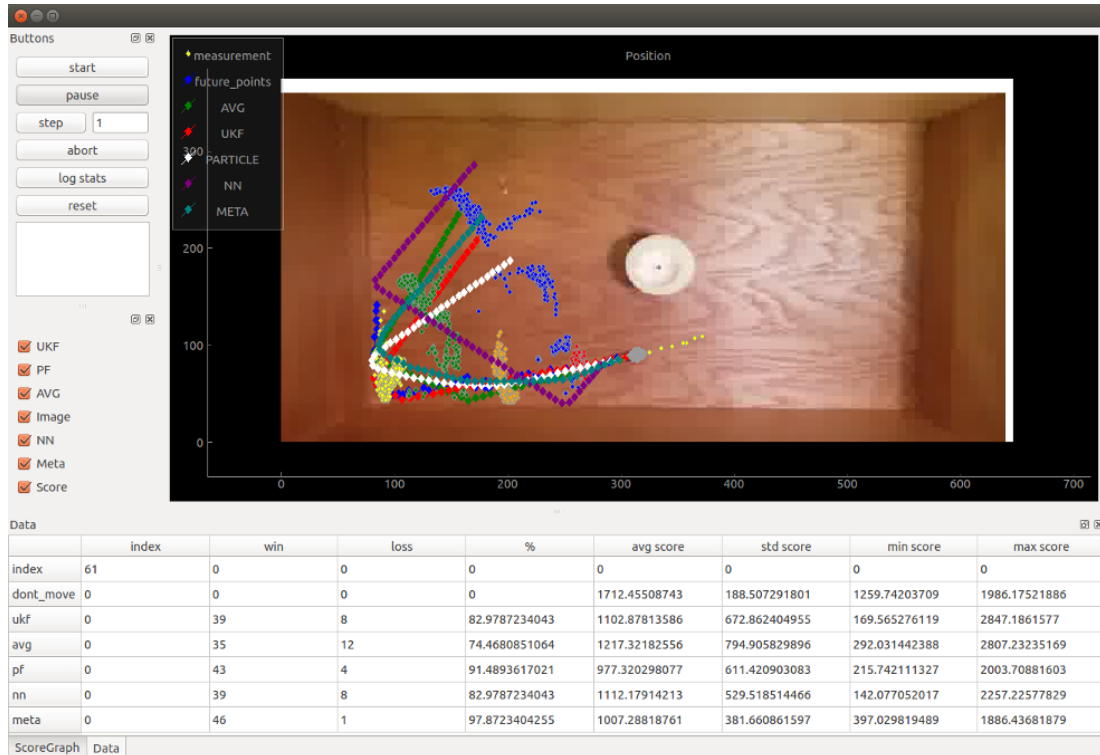 Buttons
start
pause
step 1
abort
log stats
reset
UKF
PF
AVG
Image
NN
Meta
Score
Position
measurement
future_points
AVG
UKF
PARTICLE
NN
META
300
200
100
0
0 100 200 300 400 500 600 700
Data
index win loss % avg score std score min score max score
index 61 0 0 0 0 0 0 0
dont_move 0 0 0 0 1712.45508743 188.507291801 1259.74203709 1986.17521886
ukf 0 39 8 82.9787234043 1102.87813586 672.862404955 169.565276119 2847.1861577
avg 0 35 12 74.4680851064 1217.32182556 794.905829896 292.031442388 2807.23235169
pf 0 43 4 91.4893617021 977.320298077 611.420903083 215.742111327 2003.70881603
nn 0 39 8 82.9787234043 1112.17914213 529.518514466 142.077052017 2257.22577829
meta 0 46 1 97.8723404255 1007.28818761 381.660861597 397.029819489 1886.43681879
ScoreGraph Data